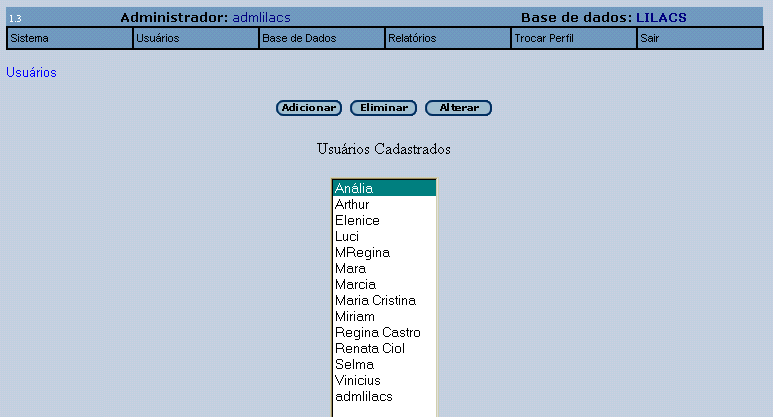 1.3 Administrador: admlilacs Base de dados: LILACS
Sistema Usuários Base de Dados Relatórios Trocar Perfil Sair
Usuários
Adicionar Eliminar Alterar
Usuários Cadastrados
Anália
Arthur
Elenice
Luci
MRegina
Mara
Marcia
Maria Cristina
Miriam
Regina Castro
Renata Ciol
Selma
Vinicius
admlilacs